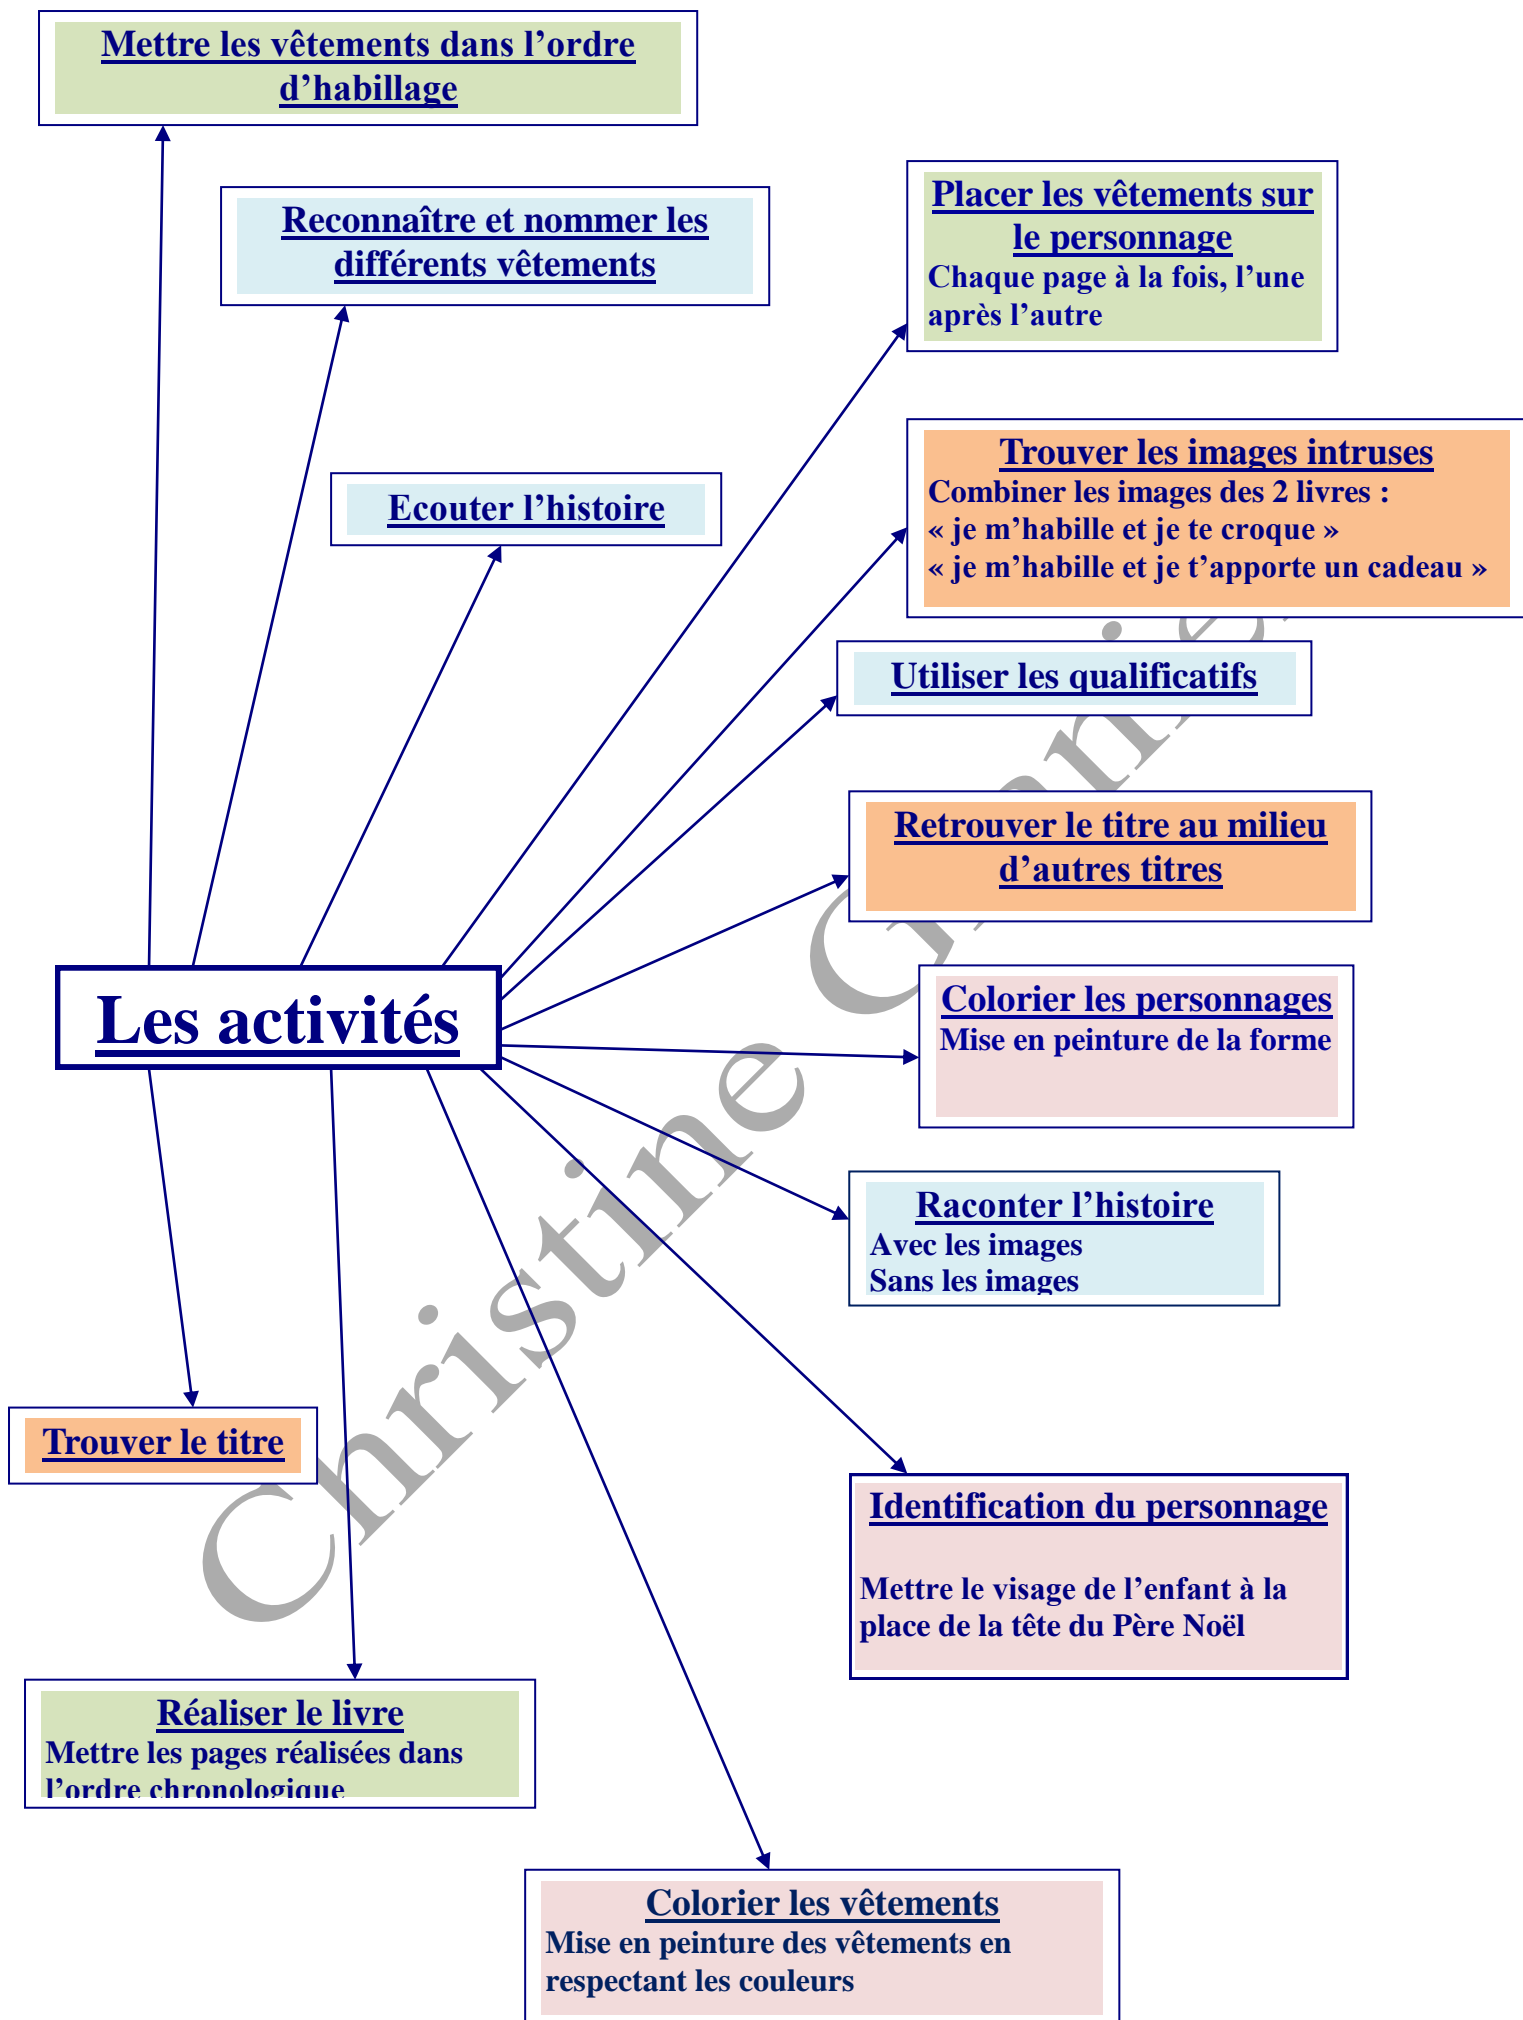 Mettre les vêtements dans l’ordre
d’habillage
Reconnaître et nommer les
différents vêtements
Placer les vêtements sur
le personnage
Chaque page à la fois, l’une
après l’autre
Ecouter l’histoire
Trouver les images intruses
Combiner les images des 2 livres :
« je m’habille et je te croque »
« je m’habille et je t’apporte un cadeau »
Utiliser les qualificatifs
Retrouver le titre au milieu
d’autres titres
Les activités
Colorier les personnages
Mise en peinture de la forme
Raconter l’histoire
Avec les images
Sans les images
Trouver le titre
Identification du personnage
Mettre le visage de l’enfant à la
place de la tête du Père Noël
Réaliser le livre
Mettre les pages réalisées dans
l’ordre chronologique
Colorier les vêtements
Mise en peinture des vêtements en
respectant les couleurs
Christine